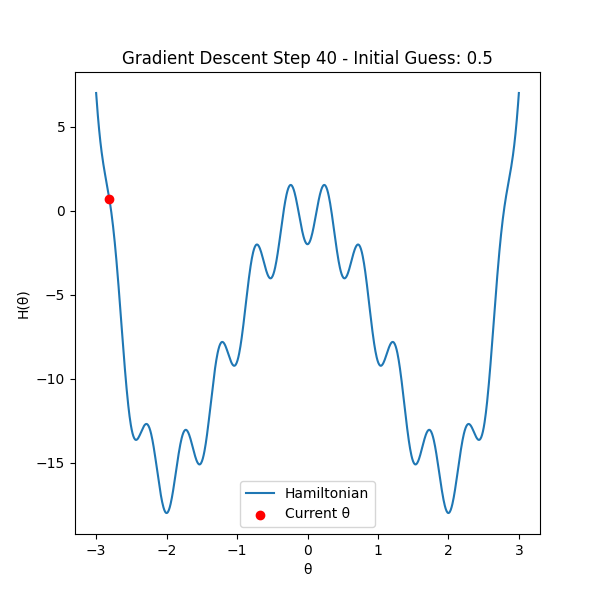 Gradient Descent Step 40 - Initial Guess: 0.5
H(θ)
5
0
−5
−10
−15
Hamiltonian
Current θ
−3 −2 −1 0 1 2 3
θ